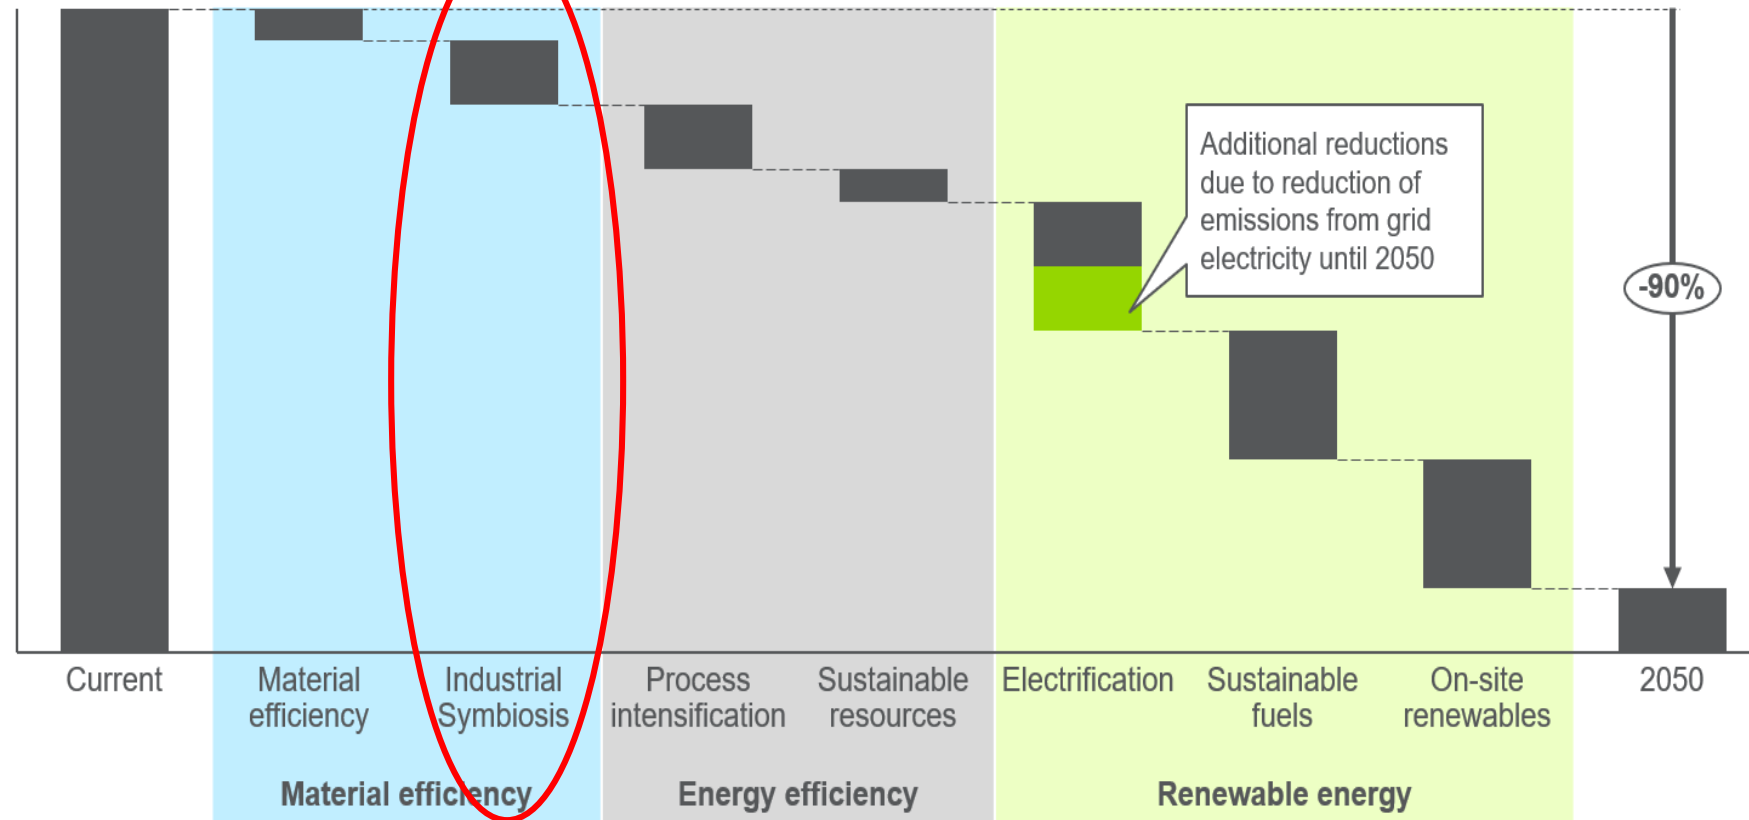 Additional reductions
due to reduction of
emissions from grid
electricity until 2050
-90%
Current
Material
efficiency
Industrial
Symbiosis
Process
intensification
Sustainable
resources
Electrification
Sustainable
fuels
On-site
renewables
2050
Material efficiency
Energy efficiency
Renewable energy